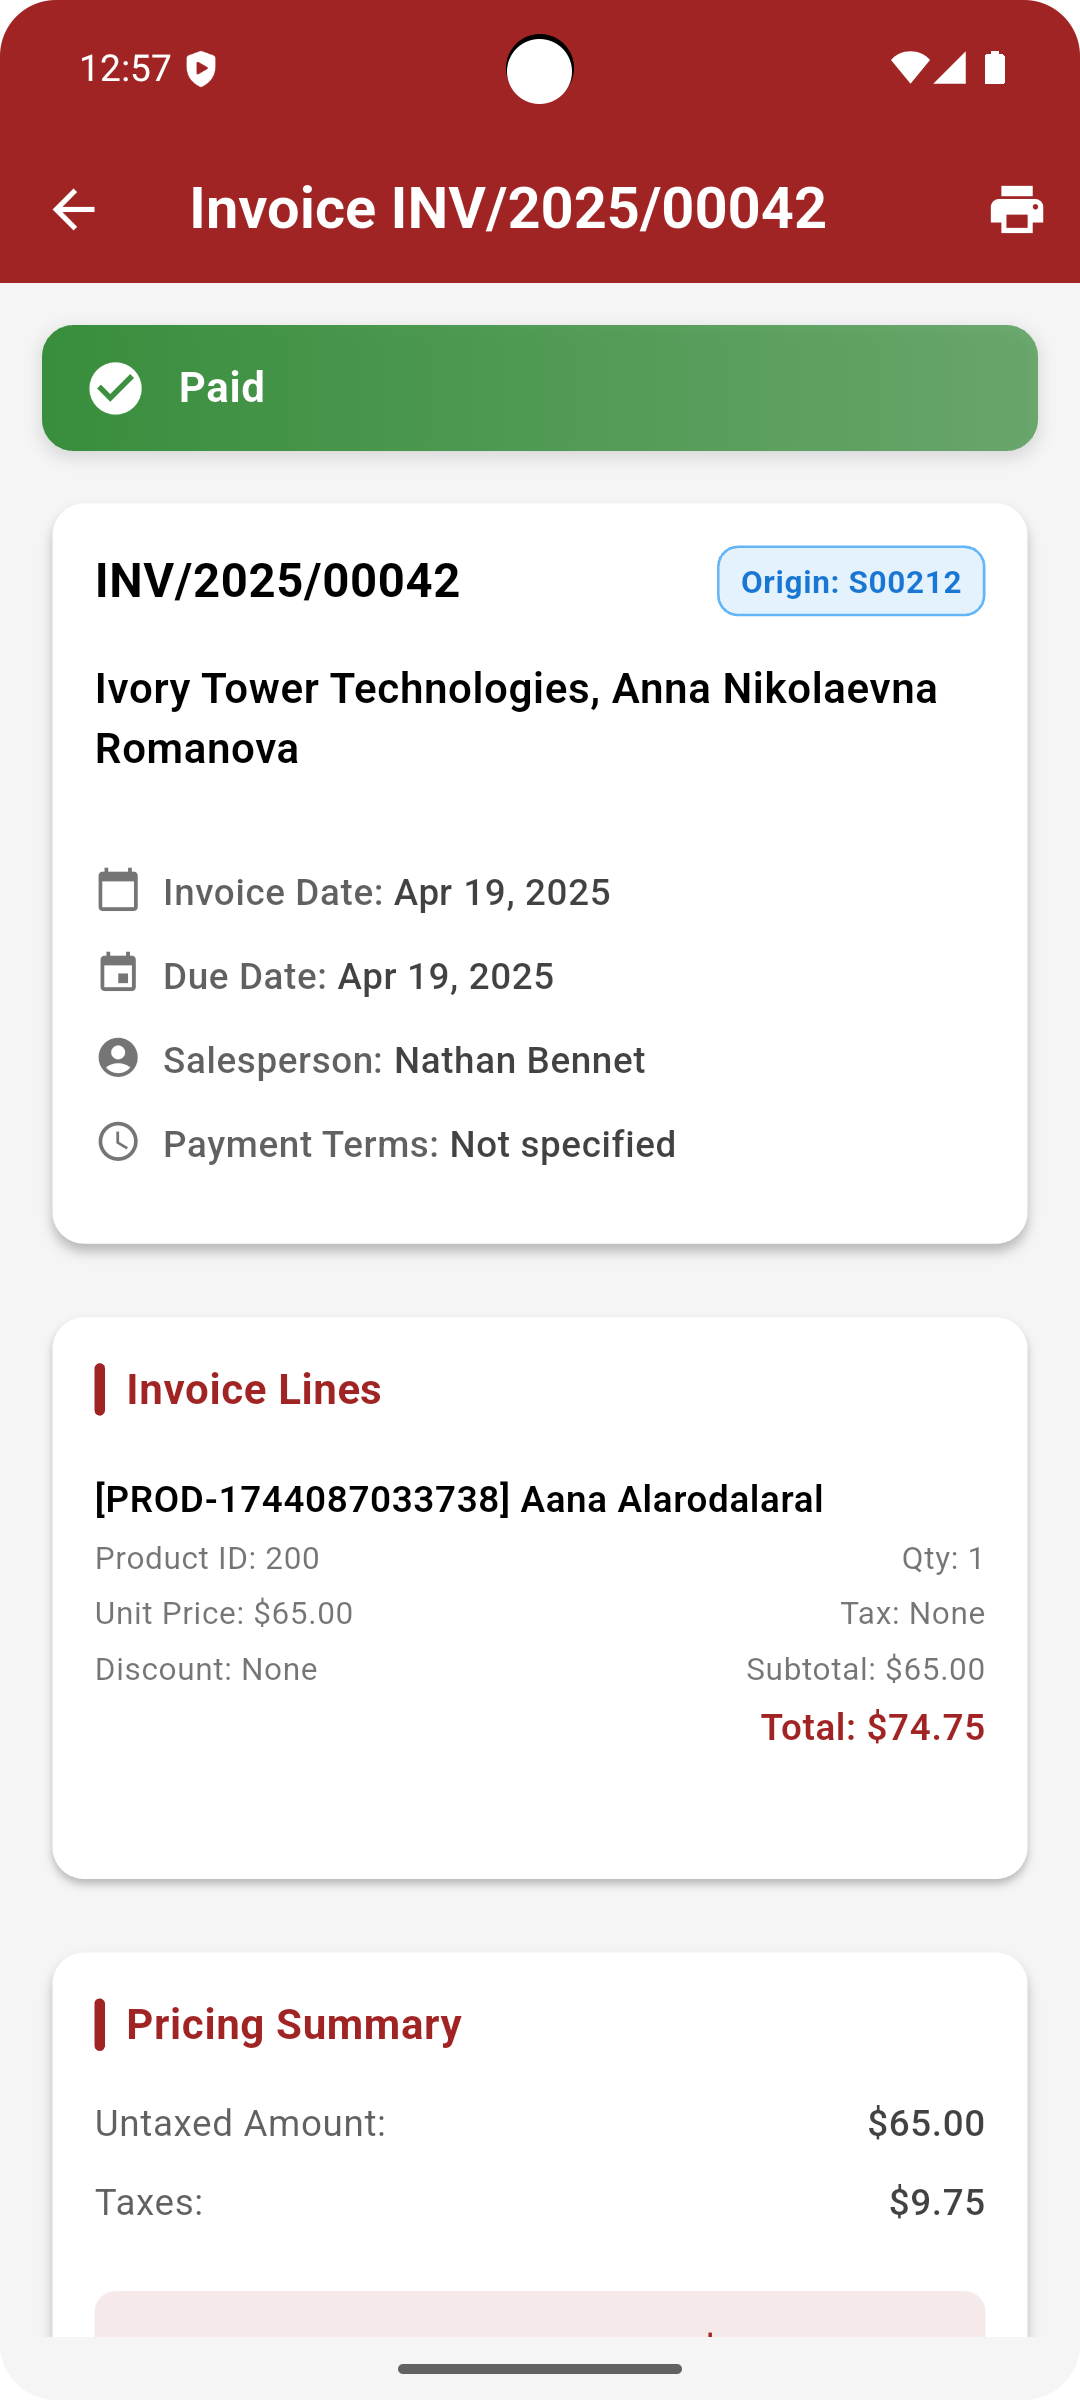 12:57
Invoice INV/2025/00042
Paid
INV/2025/00042
Origin: S00212
Ivory Tower Technologies, Anna Nikolaevna
Romanova
Invoice Date: Apr 19, 2025
Due Date: Apr 19, 2025
Salesperson: Nathan Bennet
Payment Terms: Not specified
Invoice Lines
[PROD-1744087033738] Aana Alarodalaral
Product ID: 200
Qty: 1
Unit Price: $65.00
Tax: None
Discount: None
Subtotal: $65.00
Total: $74.75
Pricing Summary
Untaxed Amount:
$65.00
Taxes:
$9.75